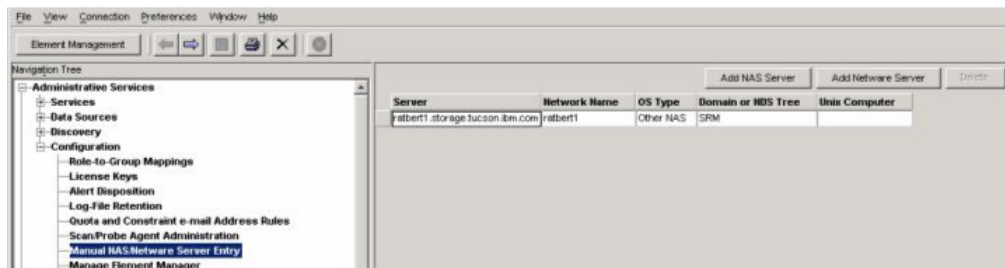 File View Connection Preferences Window Help
Element Management
Navigation Tree
Administrative Services
Services
Data Sources
Discovery
Configuration
Role-to-Group Mappings
License Keys
Alert Disposition
Log-File Retention
Quota and Constraint e-mail Address Rules
Scan/Probe Agent Administration
Manual NAS/Netware Server Entry
Manage Element Manager
Add NAS Server Add Netware Server Delete
Server Network Name OS Type Domain or NDS Tree Unix Computer
ratbert1.storage.tucson.ibm.com ratbert1 Other NAS SRM